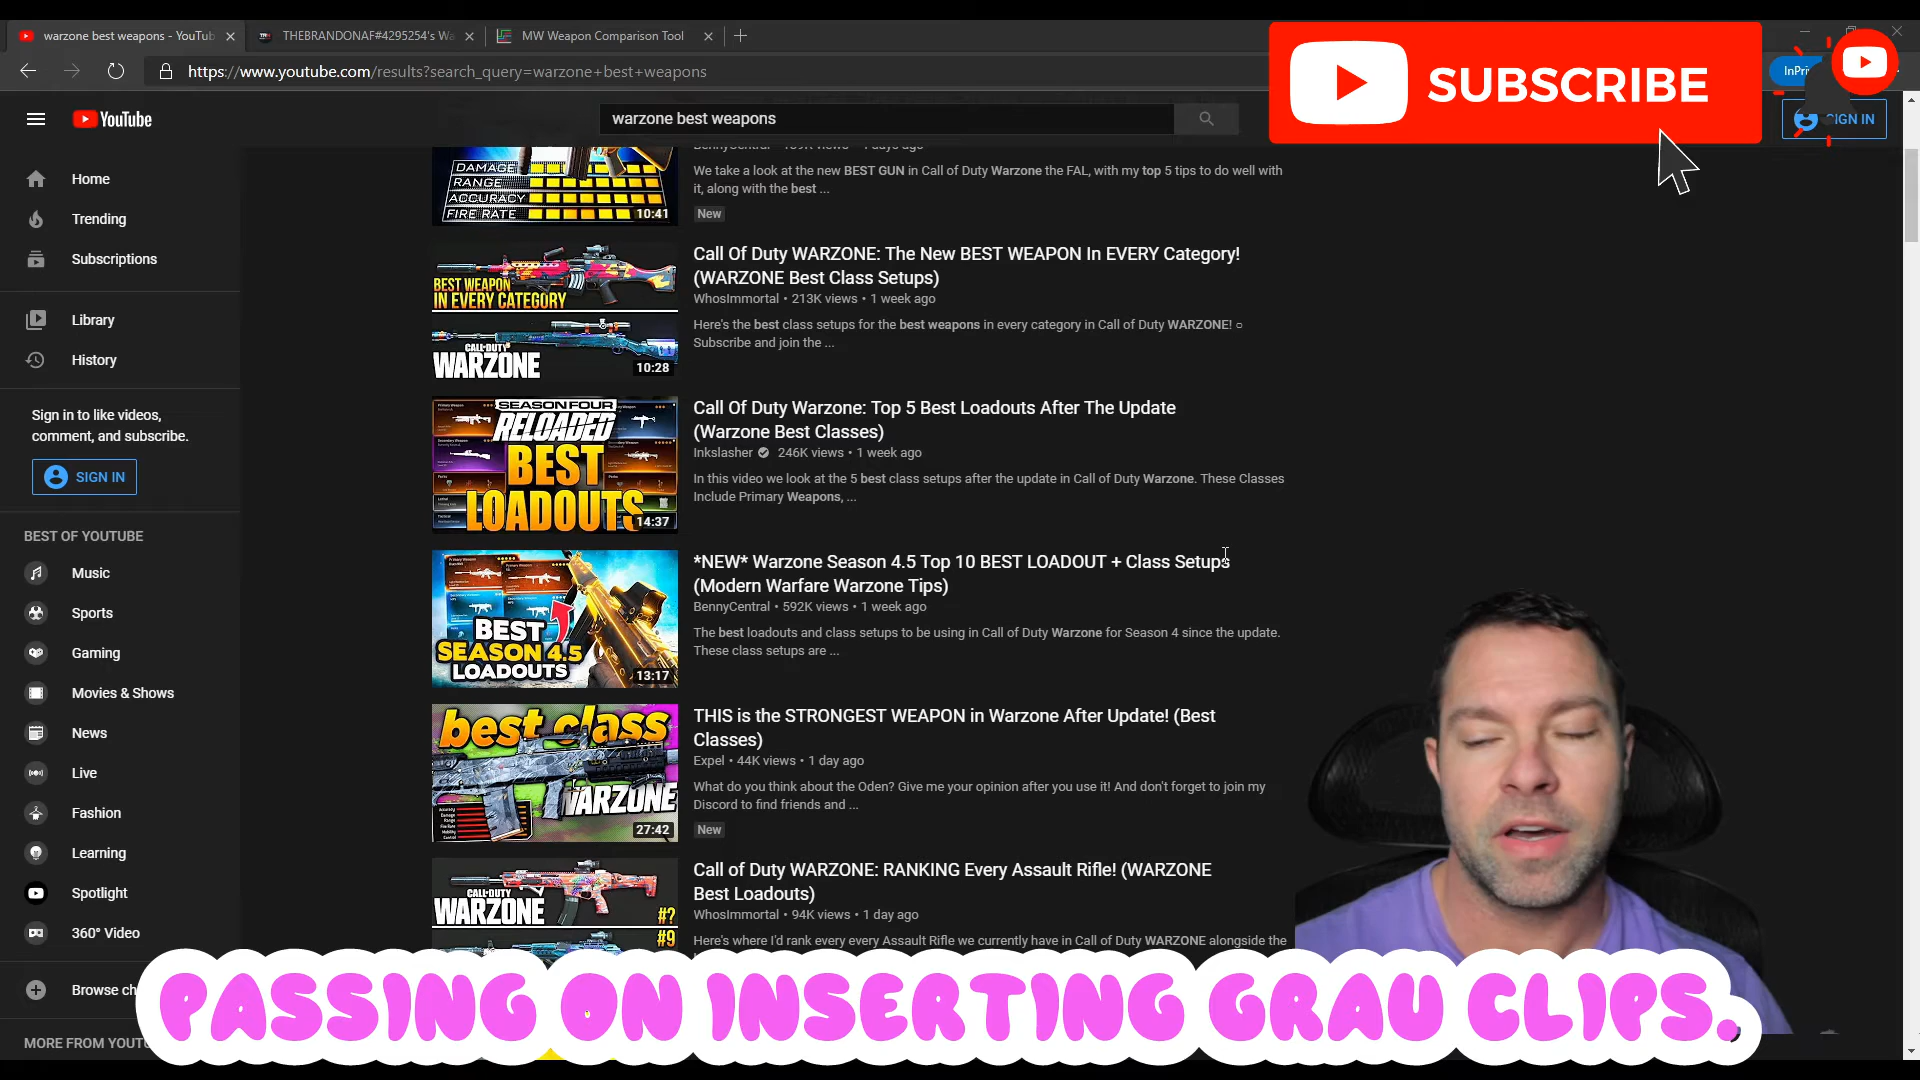 warzone best weapons - YouTub
THEBRANDONAF#4295254's Wa
MW Weapon Comparison Tool
https://www.youtube.com/results?search_query=warzone+best+weapons
SUBSCRIBE
YouTube
warzone best weapons
SIGN IN
Home
Trending
Subscriptions
Library
History
Sign in to like videos,
comment, and subscribe.
SIGN IN
BEST OF YOUTUBE
Music
Sports
Gaming
Movies & Shows
News
Live
Fashion
Learning
Spotlight
360° Video
Browse ch
MORE FROM YOUTU
DAMAGE
RANGE
ACCURACY
FIRE RATE
10:41
We take a look at the new BEST GUN in Call of Duty Warzone the FAL, with my top 5 tips to do well with
it, along with the best ...
New
BEST WEAPON
IN EVERY CATEGORY
CALL OF DUTY
WARZONE
10:28
Call Of Duty WARZONE: The New BEST WEAPON In EVERY Category!
(WARZONE Best Class Setups)
WhosImmortal • 213K views • 1 week ago
Here's the best class setups for the best weapons in every category in Call of Duty WARZONE! ○
Subscribe and join the ...
SEASON FOUR
RELOADED
BEST
LOADOUTS
14:37
Call Of Duty Warzone: Top 5 Best Loadouts After The Update
(Warzone Best Classes)
Inkslasher 246K views • 1 week ago
In this video we look at the 5 best class setups after the update in Call of Duty Warzone. These Classes
Include Primary Weapons, ...
BEST
SEASON 4.5
LOADOUTS
13:17
*NEW* Warzone Season 4.5 Top 10 BEST LOADOUT + Class Setups
(Modern Warfare Warzone Tips)
BennyCentral • 592K views • 1 week ago
The best loadouts and class setups to be using in Call of Duty Warzone for Season 4 since the update.
These class setups are ...
best class
WARZONE
27:42
THIS is the STRONGEST WEAPON in Warzone After Update! (Best
Classes)
Expel • 44K views • 1 day ago
What do you think about the Oden? Give me your opinion after you use it! And don't forget to join my
Discord to find friends and ...
New
CALL OF DUTY
WARZONE
#?
#9
Call of Duty WARZONE: RANKING Every Assault Rifle! (WARZONE
Best Loadouts)
WhosImmortal • 94K views • 1 day ago
Here's where I'd rank every every Assault Rifle we currently have in Call of Duty WARZONE alongside the
PASSING ON INSERTING GRAU CLIPS.